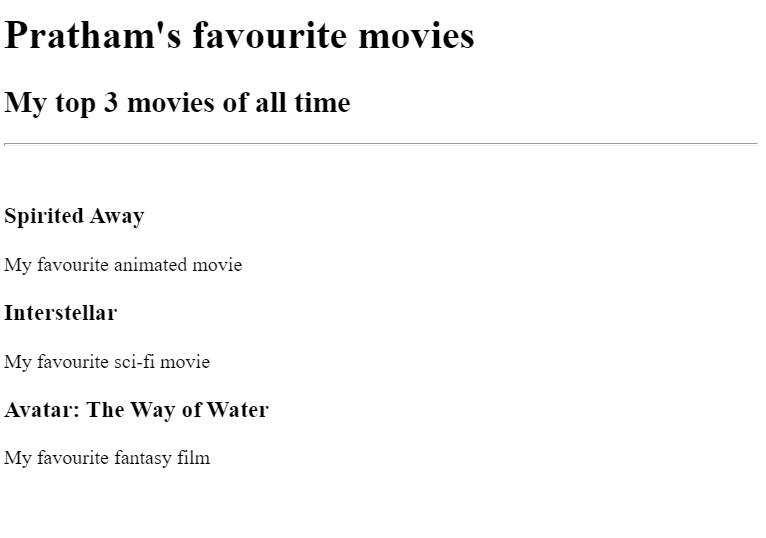 Pratham's favourite movies
My top 3 movies of all time
Spirited Away
My favourite animated movie
Interstellar
My favourite sci-fi movie
Avatar: The Way of Water
My favourite fantasy film